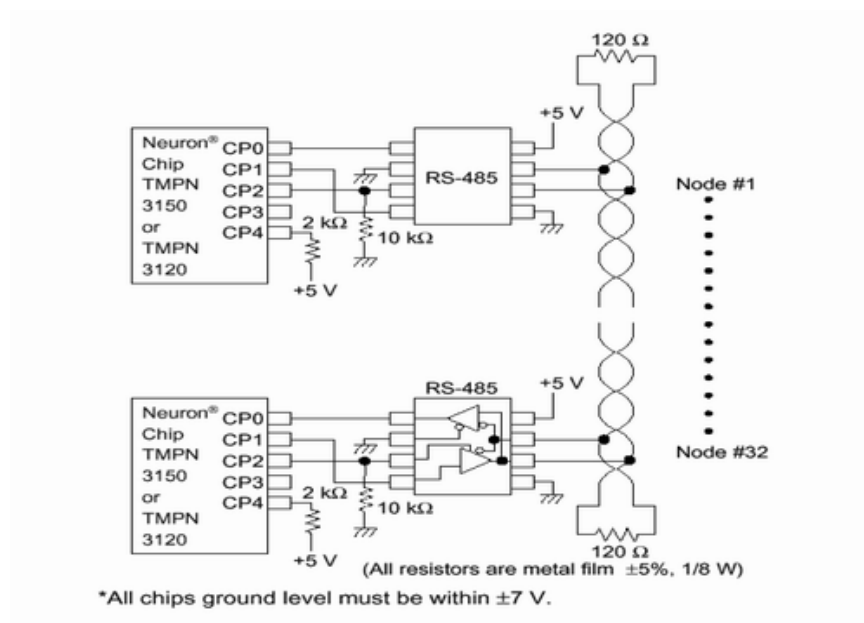 120 Ω
+5 V
Neuron® Chip TMPN 3150 or TMPN 3120
CP0
CP1
CP2
CP3
CP4
RS-485
Node #1
2 kΩ
10 kΩ
+5 V
RS-485
+5 V
Neuron® Chip TMPN 3150 or TMPN 3120
CP0
CP1
CP2
CP3
CP4
Node #32
2 kΩ
10 kΩ
+5 V
120 Ω
(All resistors are metal film ±5%, 1/8 W)
*All chips ground level must be within ±7 V.